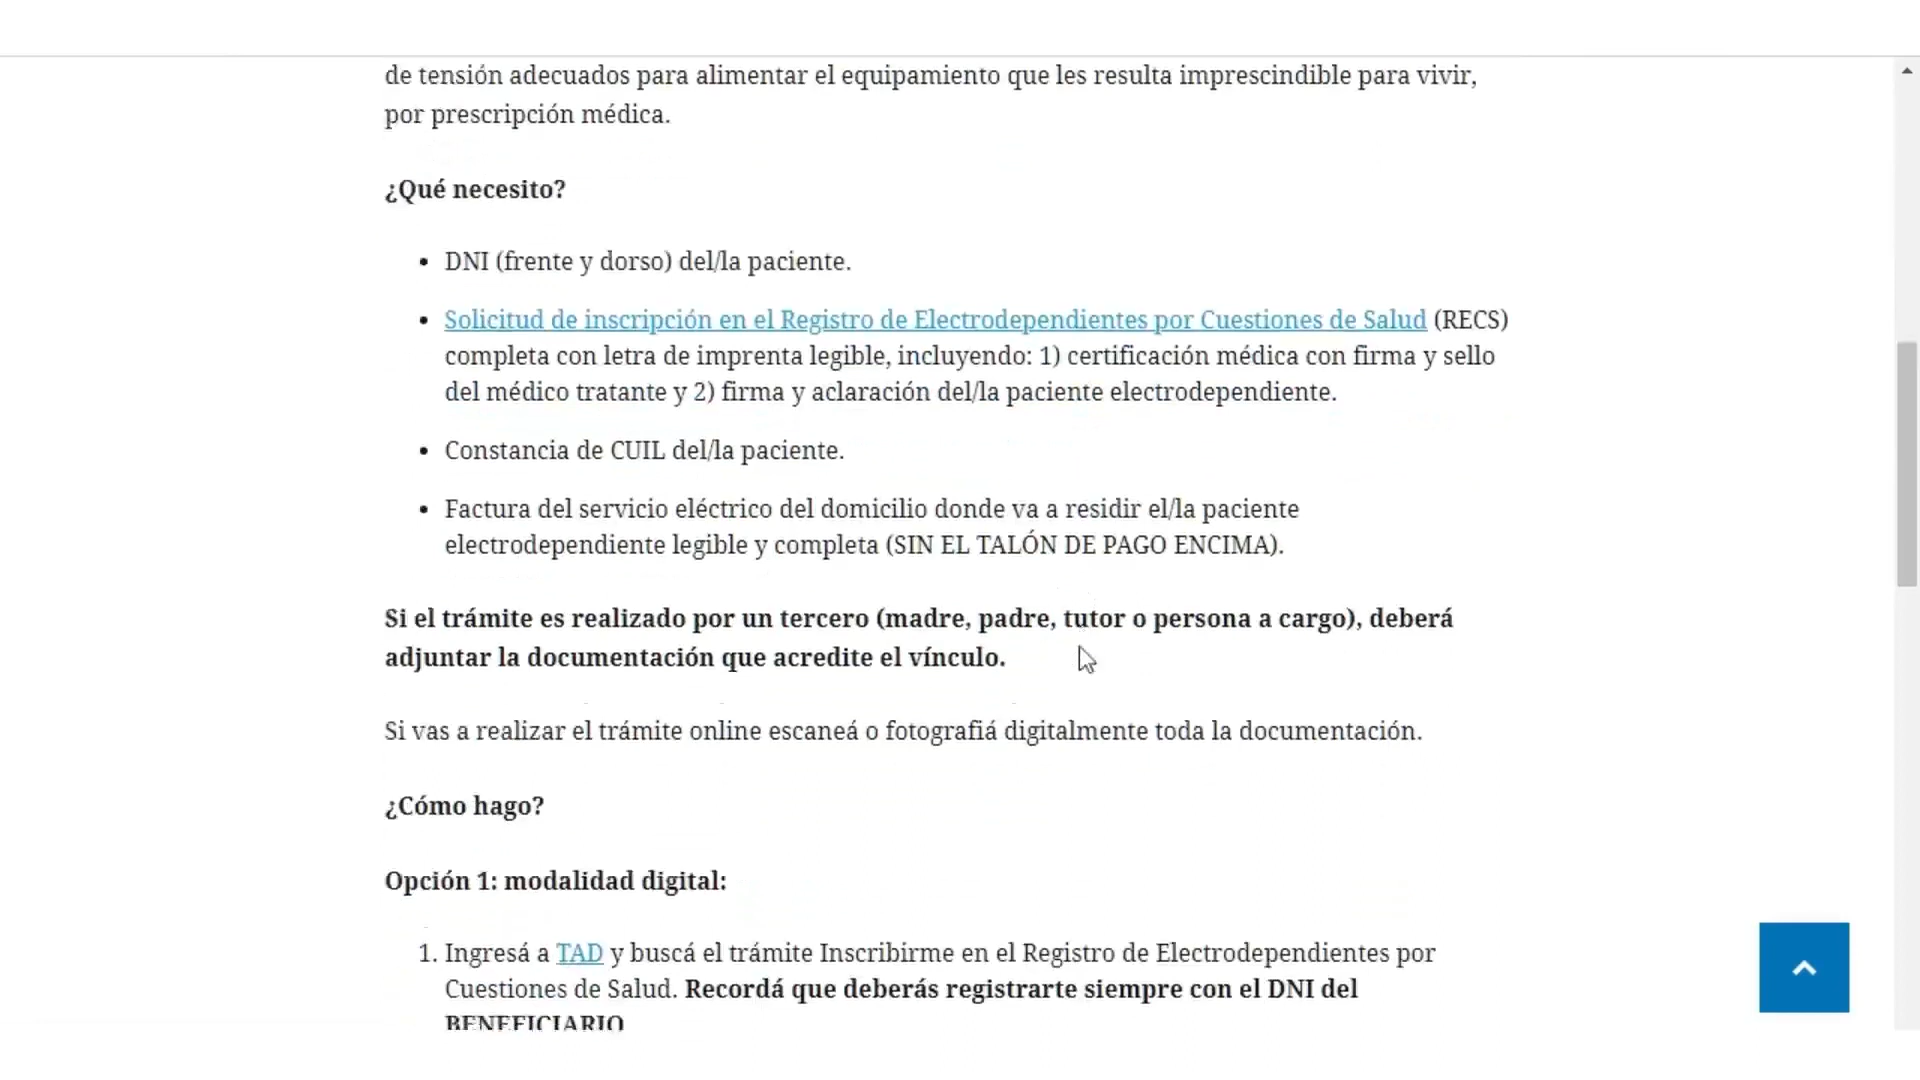 de tensión adecuados para alimentar el equipamiento que les resulta imprescindible para vivir,
por prescripción médica.
¿Qué necesito?
• DNI (frente y dorso) del/la paciente.
• Solicitud de inscripción en el Registro de Electrodependientes por Cuestiones de Salud (RECS)
completa con letra de imprenta legible, incluyendo: 1) certificación médica con firma y sello
del médico tratante y 2) firma y aclaración del/la paciente electrodependiente.
• Constancia de CUIL del/la paciente.
• Factura del servicio eléctrico del domicilio donde va a residir el/la paciente
electrodependiente legible y completa (SIN EL TALÓN DE PAGO ENCIMA).
Si el trámite es realizado por un tercero (madre, padre, tutor o persona a cargo), deberá
adjuntar la documentación que acredite el vínculo.
Si vas a realizar el trámite online escaneá o fotografiá digitalmente toda la documentación.
¿Cómo hago?
Opción 1: modalidad digital:
1. Ingresá a TAD y buscá el trámite Inscribirme en el Registro de Electrodependientes por
Cuestiones de Salud. Recordá que deberás registrarte siempre con el DNI del
BENEFICIARIO